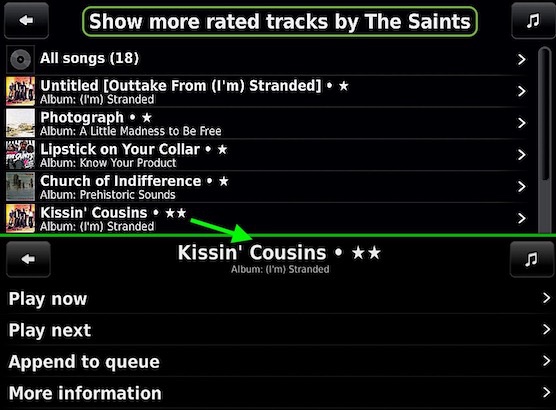 Show more rated tracks by The Saints
All songs (18)
Untitled [Outtake From (I'm) Stranded] • ★
Album: (I'm) Stranded
Photograph • ★
Album: A Little Madness to Be Free
Lipstick on Your Collar • ★
Album: Know Your Product
Church of Indifference • ★
Album: Prehistoric Sounds
Kissin' Cousins • ★★
Album: (I'm) Stranded
Kissin' Cousins • ★★
Album: (I'm) Stranded
Play now
Play next
Append to queue
More information